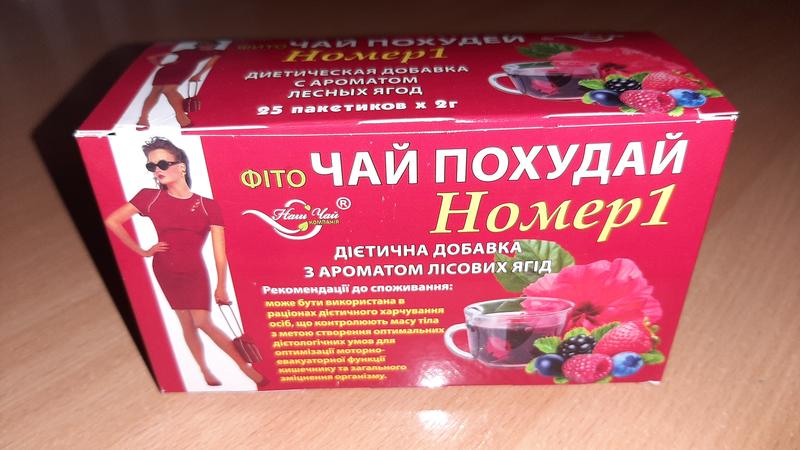 ФИТО ЧАЙ ПОХУДЕЙ
Номер1
ДИЕТИЧЕСКАЯ ДОБАВКА
С АРОМАТОМ
ЛЕСНЫХ ЯГОД
25 пакетиков х 2г
ФІТО ЧАЙ ПОХУДАЙ
Наш Чай ®
КОМПАНІЯ
Номер1
ДІЄТИЧНА ДОБАВКА
З АРОМАТОМ ЛІСОВИХ ЯГІД
Рекомендації до споживання:
може бути використана в
раціонах дієтичного харчування
осіб, що контролюють масу тіла
з метою створення оптимальних
дієтологічних умов для
оптимізації моторно-
евакуаторної функції
кишечнику та загального
зміцнення організму.